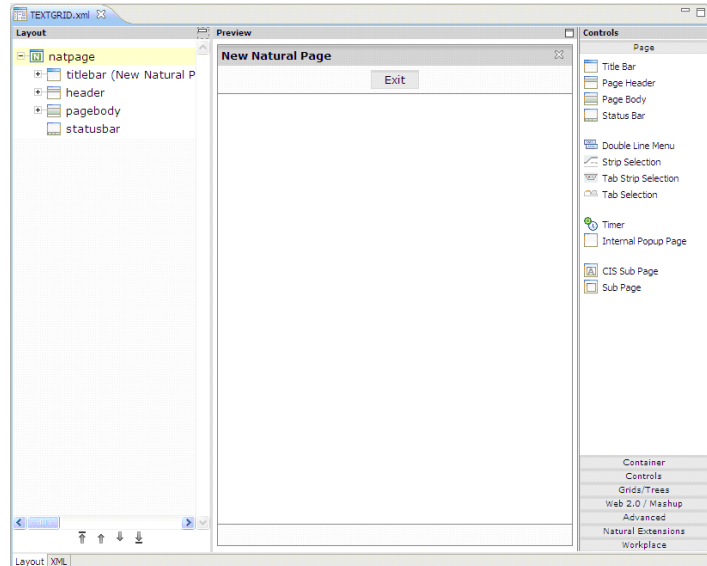 TEXTGRID.xml
Layout
natpage
titlebar (New Natural P
header
pagebody
statusbar
Layout XML
Preview
New Natural Page
Exit
Controls
Page
Title Bar
Page Header
Page Body
Status Bar
Double Line Menu
Strip Selection
Tab Strip Selection
Tab Selection
Timer
Internal Popup Page
CIS Sub Page
Sub Page
Container
Controls
Grids/Trees
Web 2.0 / Mashup
Advanced
Natural Extensions
Workplace